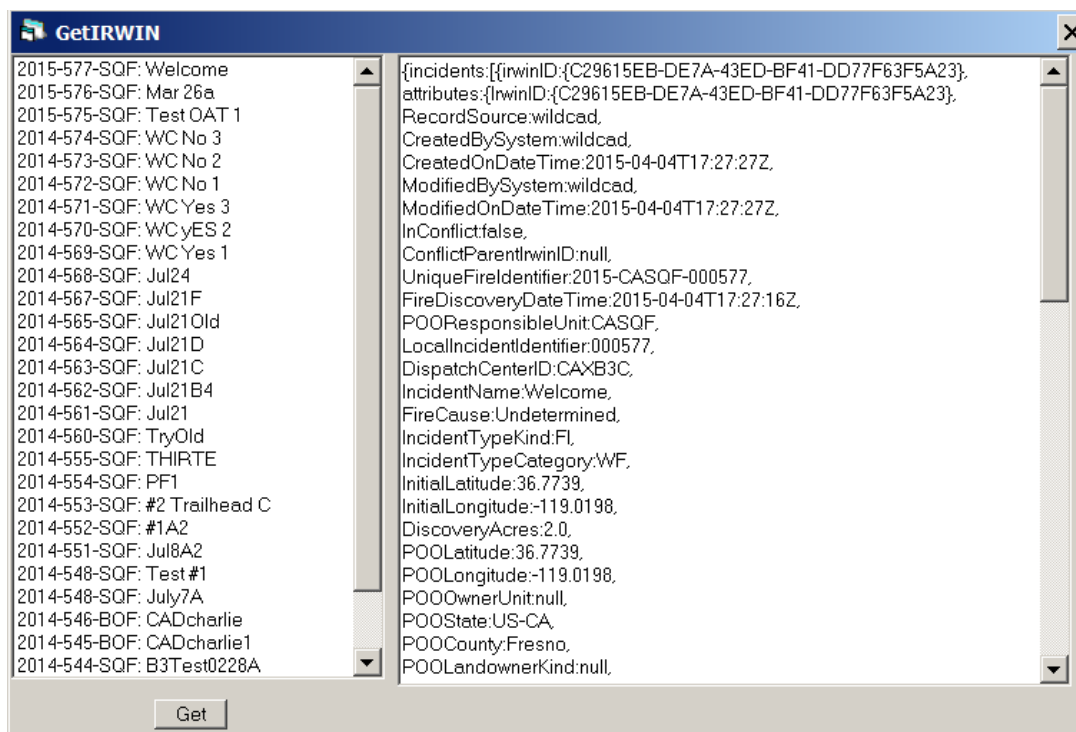 GetIRWIN
2015-577-SQF: Welcome
2015-576-SQF: Mar 26a
2015-575-SQF: Test OAT 1
2014-574-SQF: WC No 3
2014-573-SQF: WC No 2
2014-572-SQF: WC No 1
2014-571-SQF: WC Yes 3
2014-570-SQF: WC yES 2
2014-569-SQF: WC Yes 1
2014-568-SQF: Jul24
2014-567-SQF: Jul21F
2014-565-SQF: Jul21Old
2014-564-SQF: Jul21D
2014-563-SQF: Jul21C
2014-562-SQF: Jul21B4
2014-561-SQF: Jul21
2014-560-SQF: TryOld
2014-555-SQF: THIRTE
2014-554-SQF: PF1
2014-553-SQF: #2 Trailhead C
2014-552-SQF: #1A2
2014-551-SQF: Jul8A2
2014-548-SQF: Test #1
2014-548-SQF: July7A
2014-546-BOF: CADcharlie
2014-545-BOF: CADcharlie1
2014-544-SQF: B3Test0228A
{incidents:[{irwinID:{C29615EB-DE7A-43ED-BF41-DD77F63F5A23},
attributes:{IrwinID:{C29615EB-DE7A-43ED-BF41-DD77F63F5A23},
RecordSource:wildcad,
CreatedBySystem:wildcad,
CreatedOnDateTime:2015-04-04T17:27:27Z,
ModifiedBySystem:wildcad,
ModifiedOnDateTime:2015-04-04T17:27:27Z,
InConflict:false,
ConflictParentIrwinID:null,
UniqueFireIdentifier:2015-CASQF-000577,
FireDiscoveryDateTime:2015-04-04T17:27:16Z,
POOResponsibleUnit:CASQF,
LocalIncidentIdentifier:000577,
DispatchCenterID:CAXB3C,
IncidentName:Welcome,
FireCause:Undetermined,
IncidentTypeKind:FI,
IncidentTypeCategory:WF,
InitialLatitude:36.7739,
InitialLongitude:-119.0198,
DiscoveryAcres:2.0,
POOLatitude:36.7739,
POOLongitude:-119.0198,
POOOwnerUnit:null,
POOState:US-CA,
POOCounty:Fresno,
POOLandownerKind:null,
Get